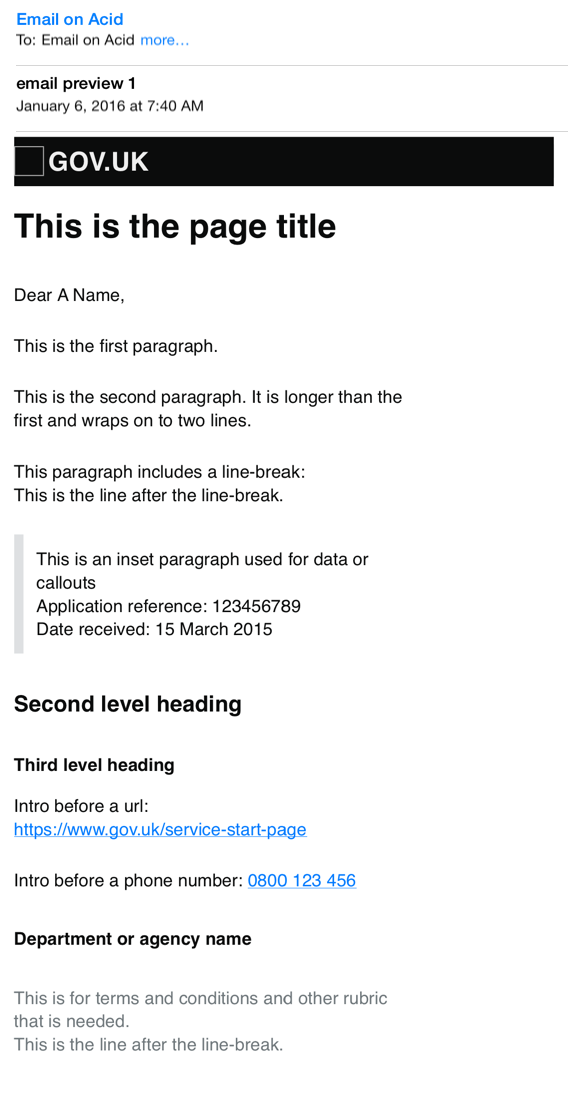 Email on Acid
To: Email on Acid more...
email preview 1
January 6, 2016 at 7:40 AM
GOV.UK
This is the page title
Dear A Name,
This is the first paragraph.
This is the second paragraph. It is longer than the
first and wraps on to two lines.
This paragraph includes a line-break:
This is the line after the line-break.
This is an inset paragraph used for data or
callouts
Application reference: 123456789
Date received: 15 March 2015
Second level heading
Third level heading
Intro before a url:
https://www.gov.uk/service-start-page
Intro before a phone number: 0800 123 456
Department or agency name
This is for terms and conditions and other rubric
that is needed.
This is the line after the line-break.